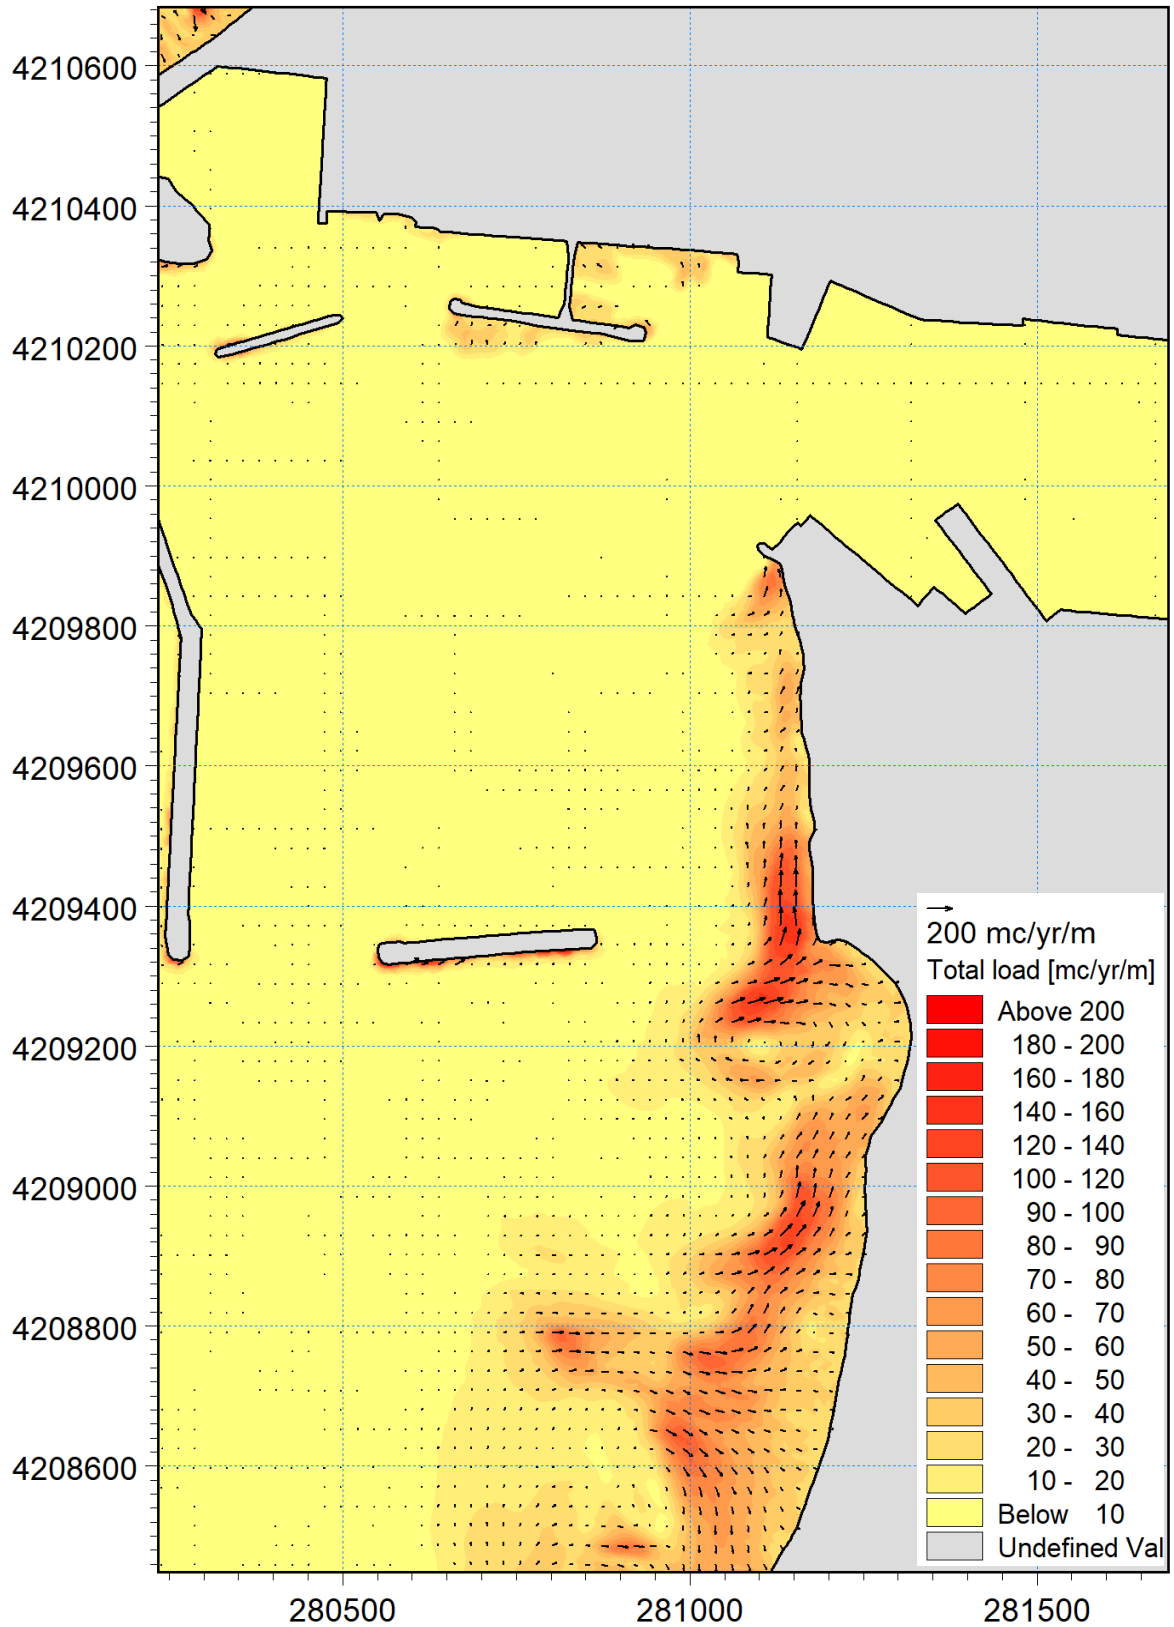 4210600
4210400
4210200
4210000
4209800
4209600
4209400
4209200
4209000
4208800
4208600
280500
281000
281500
200 mc/yr/m
Total load [mc/yr/m]
Above 200
180 - 200
160 - 180
140 - 160
120 - 140
100 - 120
90 - 100
80 - 90
70 - 80
60 - 70
50 - 60
40 - 50
30 - 40
20 - 30
10 - 20
Below 10
Undefined Val